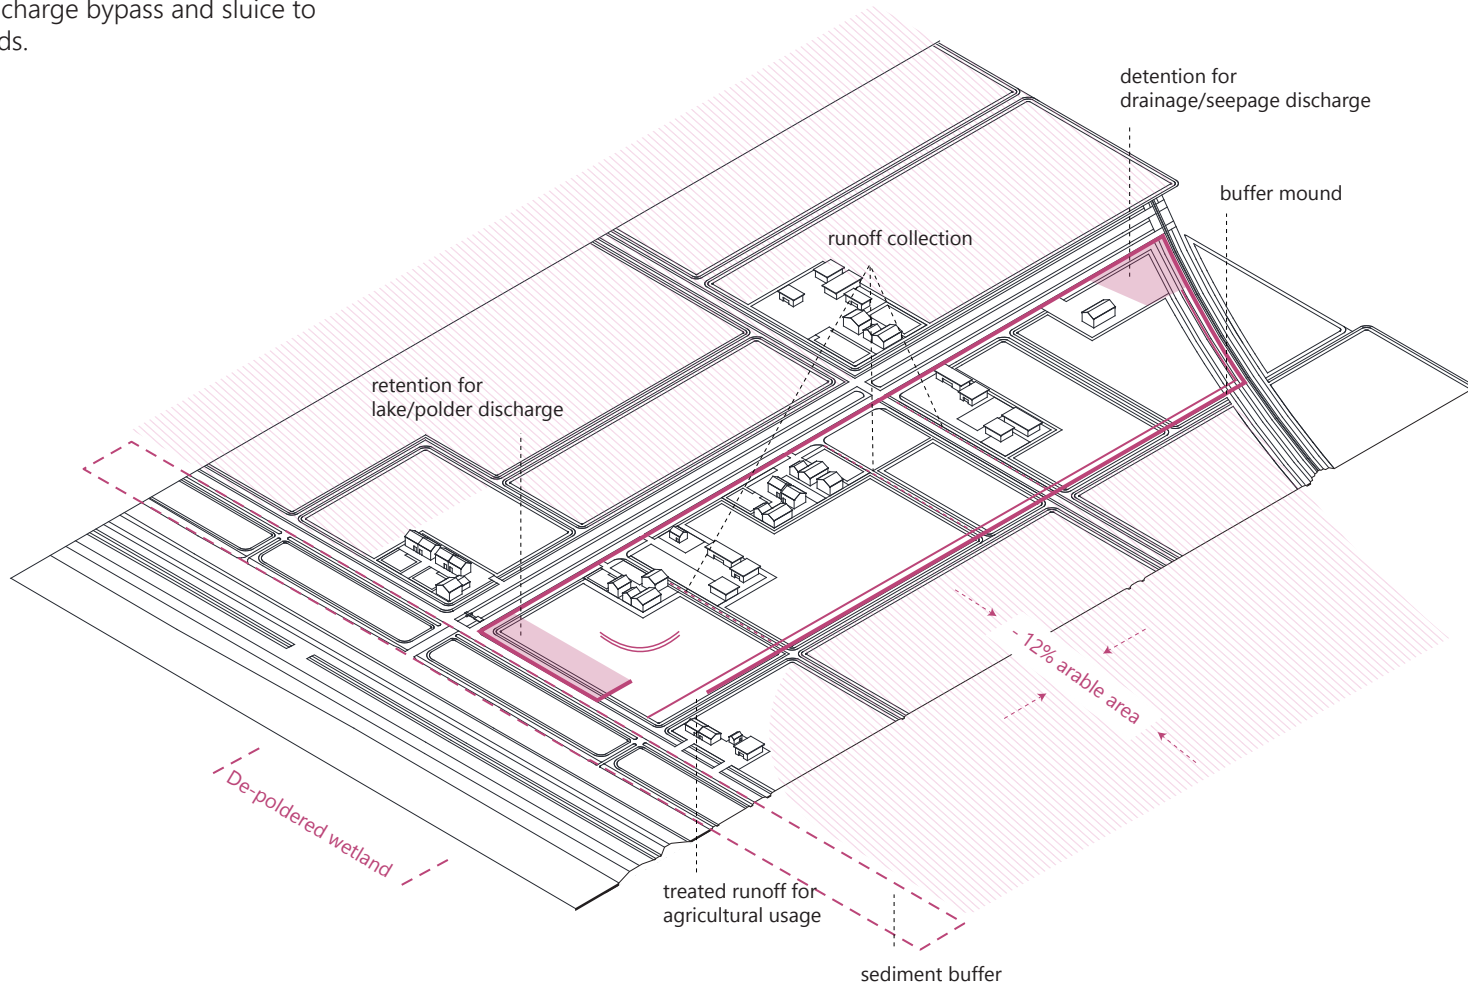 charge bypass and sluice to
ds.
detention for
drainage/seepage discharge
buffer mound
runoff collection
retention for
lake/polder discharge
- 12% arable area
De-poldered wetland
treated runoff for
agricultural usage
sediment buffer